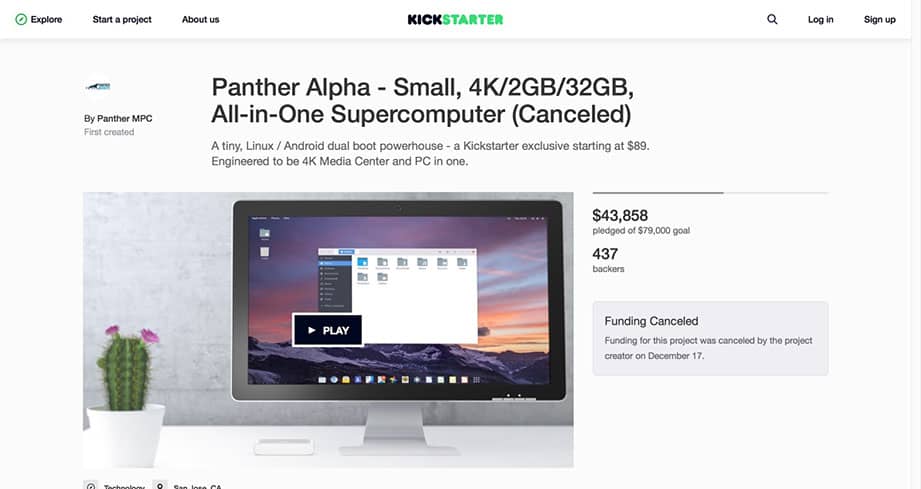 Explore
Start a project
About us
KICKSTARTER
Log in
Sign up
By Panther MPC
First created
Panther Alpha - Small, 4K/2GB/32GB,
All-in-One Supercomputer (Canceled)
A tiny, Linux / Android dual boot powerhouse - a Kickstarter exclusive starting at $89.
Engineered to be 4K Media Center and PC in one.
PLAY
$43,858
pledged of $79,000 goal
437
backers
Funding Canceled
Funding for this project was canceled by the project
creator on December 17.
Technology
San Jose, CA